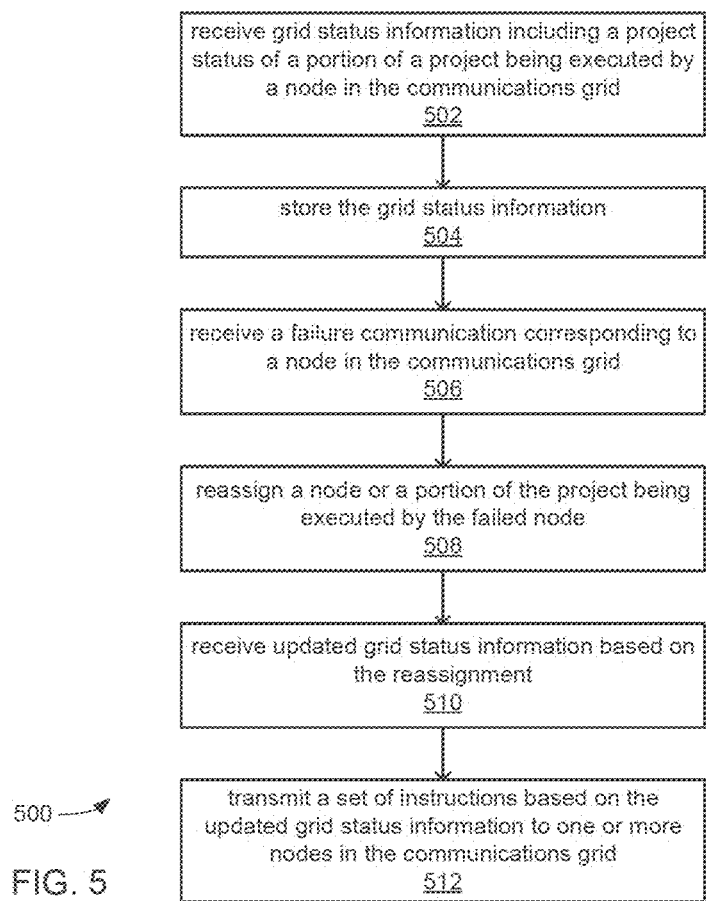 receive grid status information including a project
status of a portion of a project being executed by
a node in the communications grid
502
store the grid status information
504
receive a failure communication corresponding to
a node in the communications grid
506
reassign a node or a portion of the project being
executed by the failed node
508
receive updated grid status information based on
the reassignment
510
transmit a set of instructions based on the
updated grid status information to one or more
nodes in the communications grid
512
500
FIG. 5